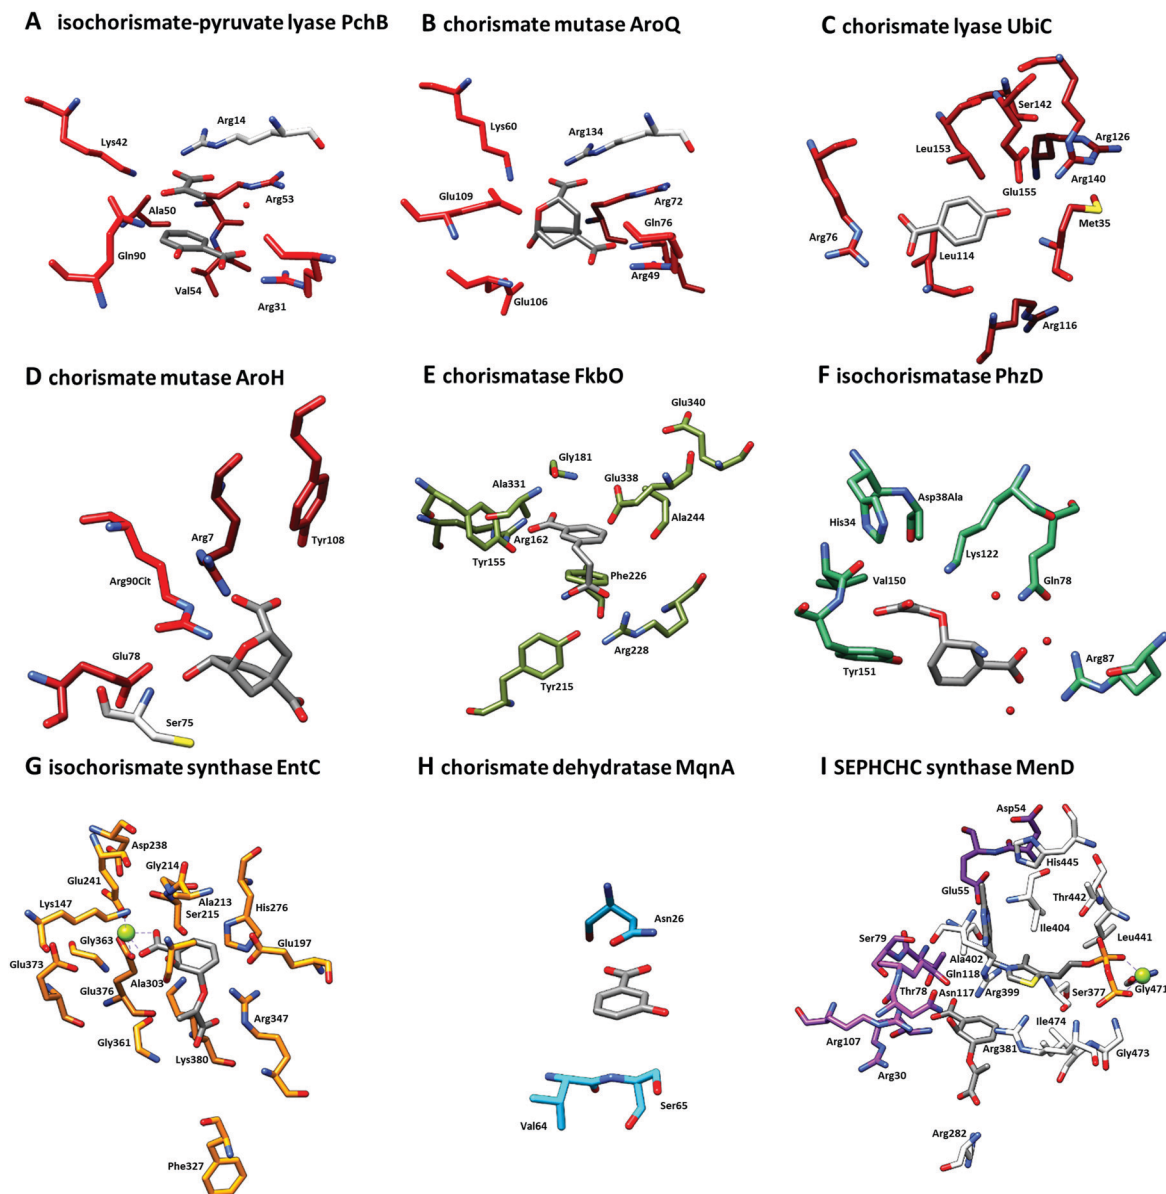 A isochorismate-pyruvate lyase PchB
Lys42
Arg14
Ala50
Arg53
Gln90
Val54
Arg31
B chorismate mutase AroQ
Lys60
Arg134
Glu109
Arg72
Gln76
Arg49
Glu106
C chorismate lyase UbiC
Ser142
Leu153
Arg126
Glu155
Arg140
Arg76
Met35
Leu114
Arg116
D chorismate mutase AroH
Tyr108
Arg7
Arg90Cit
Glu78
Ser75
E chorismatase FkbO
Glu340
Gly181
Ala331
Glu338
Ala244
Arg162
Tyr155
Phe226
Arg228
Tyr215
F isochorismatase PhzD
Asp38Ala
His34
Lys122
Val150
Gln78
Tyr151
Arg87
G isochorismate synthase EntC
Asp238
Gly214
Glu241
Ala213
Lys147
Ser215
His276
Gly363
Glu197
Glu373
Glu376
Ala303
Arg347
Gly361
Lys380
Phe327
H chorismate dehydratase MqnA
Asn26
Ser65
Val64
I SEPHCHC synthase MenD
Asp54
His445
Glu55
Thr442
Ile404
Ser79
Leu441
Ala402
Gln118
Thr78
Arg399
Ser377
Gly471
Asn117
Ile474
Arg107
Arg381
Gly473
Arg30
Arg282